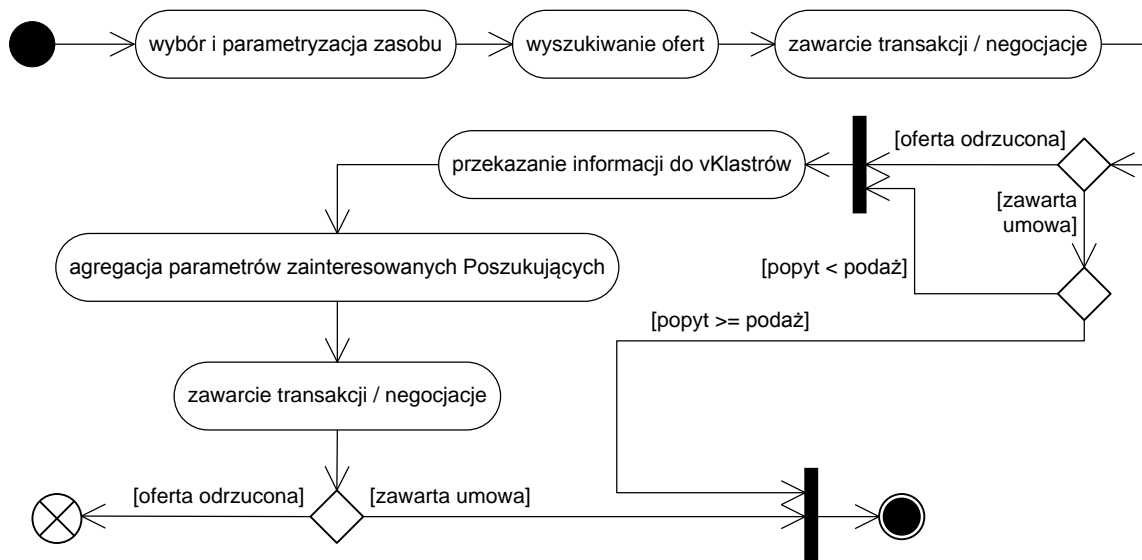 wybór i parametryzacja zasobu
wyszukiwanie ofert
zawarcie transakcji / negocjacje
[oferta odrzucona]
przekazanie informacji do vKlastrów
[zawarta
umowa]
agregacja parametrów zainteresowanych Poszukujących
[popyt < podaż]
[popyt >= podaż]
zawarcie transakcji / negocjacje
[oferta odrzucona]
[zawarta umowa]